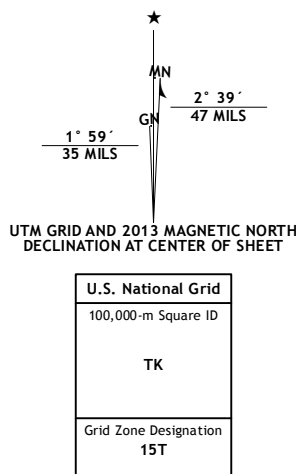 ★
MN
GN
2° 39´
47 MILS
1° 59´
35 MILS
UTM GRID AND 2013 MAGNETIC NORTH
DECLINATION AT CENTER OF SHEET
U.S. National Grid
100,000-m Square ID
TK
Grid Zone Designation
15T